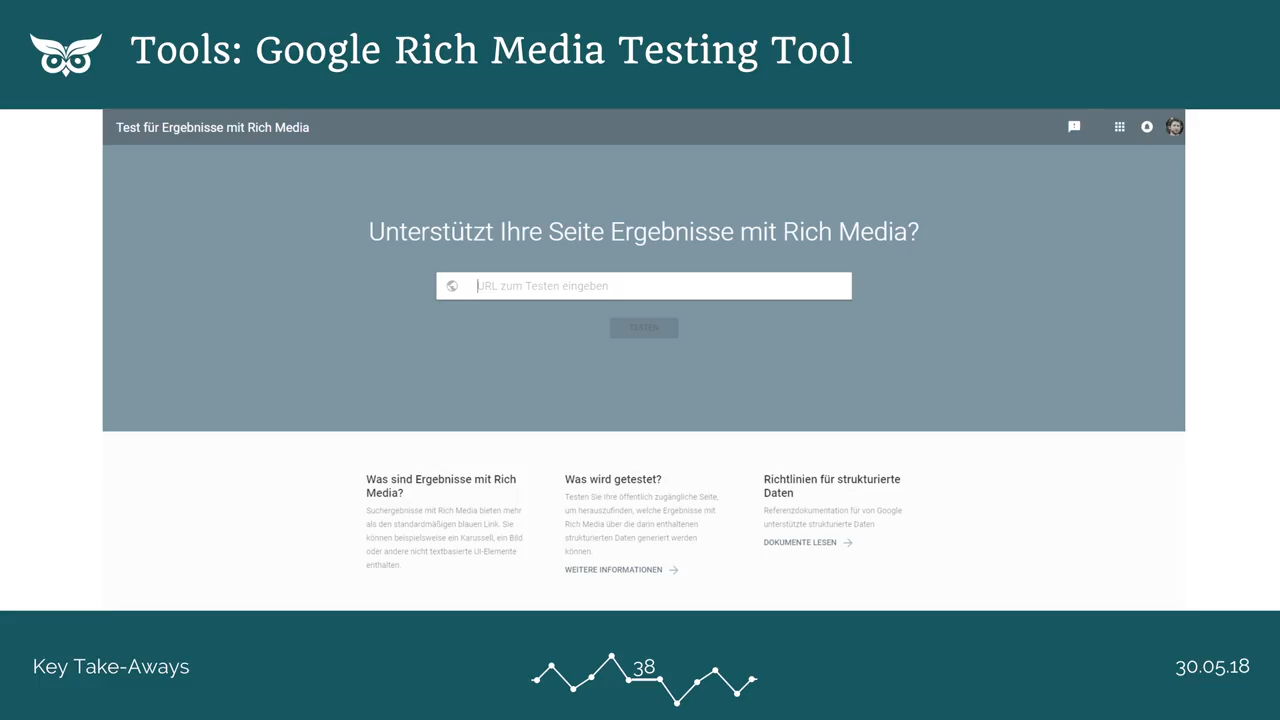 Tools: Google Rich Media Testing Tool
Test für Ergebnisse mit Rich Media
Unterstützt Ihre Seite Ergebnisse mit Rich Media?
URL zum Testen eingeben
TESTEN
Was sind Ergebnisse mit Rich
Media?
Suchergebnisse mit Rich Media bieten mehr
als den standardmäßigen blauen Link. Sie
können beispielsweise ein Karussell, ein Bild
oder andere nicht textbasierte UI-Elemente
enthalten.
Was wird getestet?
Testen Sie Ihre öffentlich zugängliche Seite,
um herauszufinden, welche Ergebnisse mit
Rich Media über die darin enthaltenen
strukturierten Daten generiert werden
können.
WEITERE INFORMATIONEN
Richtlinien für strukturierte
Daten
Referenzdokumentation für von Google
unterstützte strukturierte Daten
DOKUMENTE LESEN
Key Take-Aways
38
30.05.18